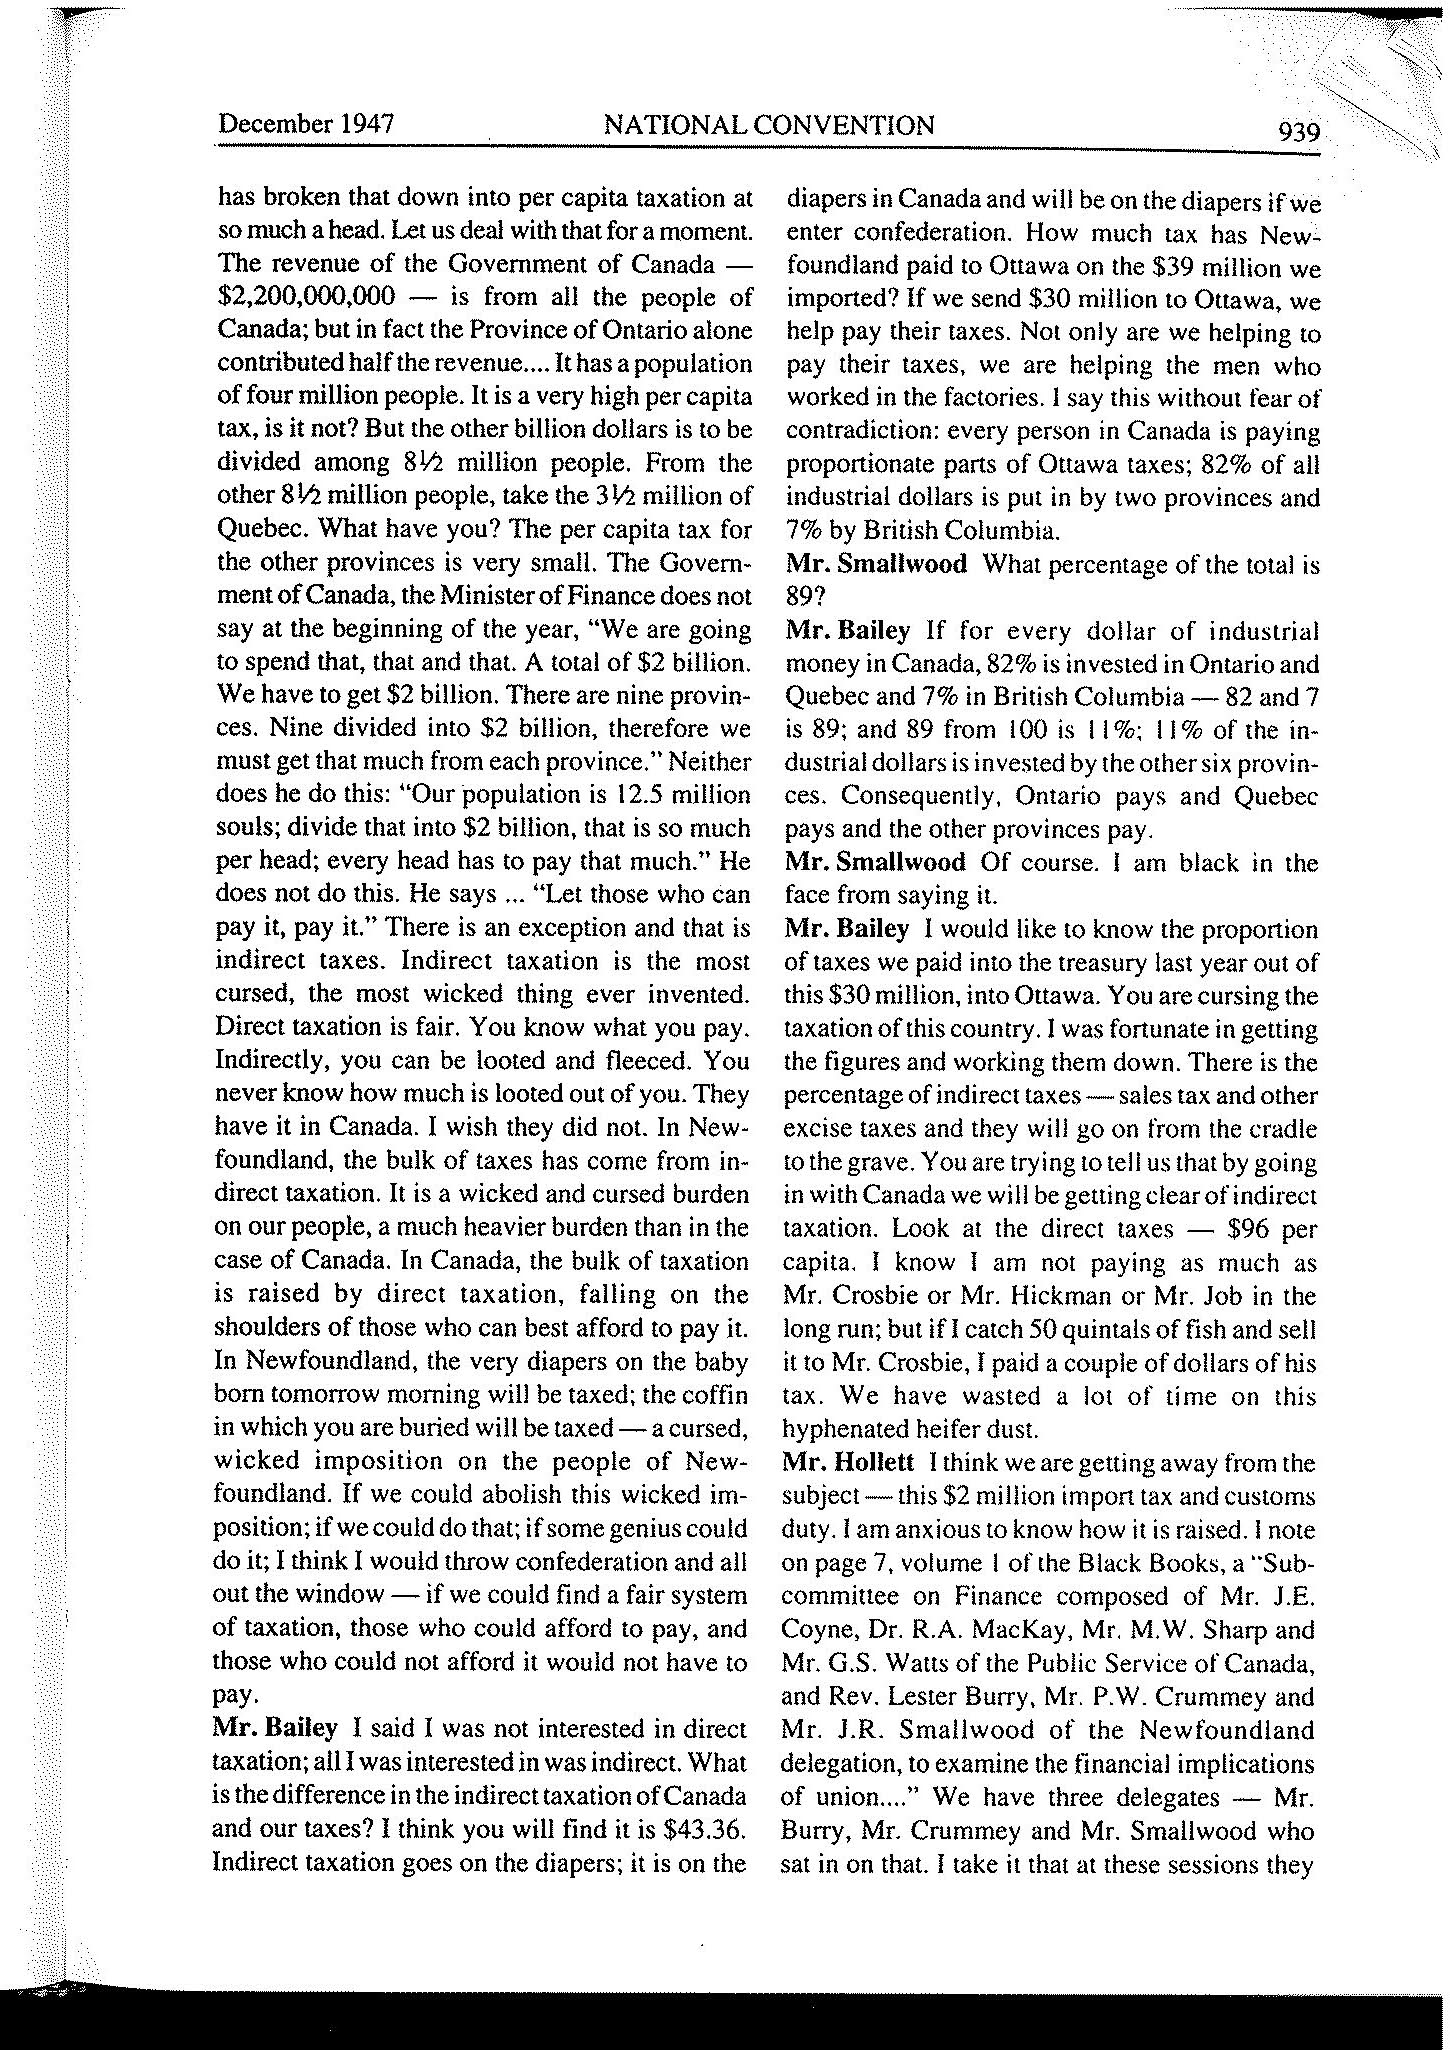 December 1947
NATIONAL CONVENTION
939
has broken that down into per capita taxation at
so much a head. Let us deal with that for a moment.
The revenue of the Government of Canada —
$2,200,000,000 — is from all the people of
Canada; but in fact the Province of Ontario alone
contributed half the revenue.... It has a population
of four million people. It is a very high per capita
tax, is it not? But the other billion dollars is to be
divided among 8½ million people. From the
other 8½ million people, take the 3½ million of
Quebec. What have you? The per capita tax for
the other provinces is very small. The Govern-
ment of Canada, the Minister of Finance does not
say at the beginning of the year, "We are going
to spend that, that and that. A total of $2 billion.
We have to get $2 billion. There are nine provin-
ces. Nine divided into $2 billion, therefore we
must get that much from each province." Neither
does he do this: "Our population is 12.5 million
souls; divide that into $2 billion, that is so much
per head; every head has to pay that much." He
does not do this. He says ... "Let those who can
pay it, pay it." There is an exception and that is
indirect taxes. Indirect taxation is the most
cursed, the most wicked thing ever invented.
Direct taxation is fair. You know what you pay.
Indirectly, you can be looted and fleeced. You
never know how much is looted out of you. They
have it in Canada. I wish they did not. In New-
foundland, the bulk of taxes has come from in-
direct taxation. It is a wicked and cursed burden
on our people, a much heavier burden than in the
case of Canada. In Canada, the bulk of taxation
is raised by direct taxation, falling on the
shoulders of those who can best afford to pay it.
In Newfoundland, the very diapers on the baby
born tomorrow morning will be taxed; the coffin
in which you are buried will be taxed — a cursed,
wicked imposition on the people of New-
foundland. If we could abolish this wicked im-
position; if we could do that; if some genius could
do it; I think I would throw confederation and all
out the window — if we could find a fair system
of taxation, those who could afford to pay, and
those who could not afford it would not have to
pay.
Mr. Bailey I said I was not interested in direct
taxation; all I was interested in was indirect. What
is the difference in the indirect taxation of Canada
and our taxes? I think you will find it is $43.36.
Indirect taxation goes on the diapers; it is on the
diapers in Canada and will be on the diapers if we
enter confederation. How much tax has New-
foundland paid to Ottawa on the $39 million we
imported? If we send $30 million to Ottawa, we
help pay their taxes. Not only are we helping to
pay their taxes, we are helping the men who
worked in the factories. I say this without fear of
contradiction: every person in Canada is paying
proportionate parts of Ottawa taxes; 82% of all
industrial dollars is put in by two provinces and
7% by British Columbia.
Mr. Smallwood What percentage of the total is
89?
Mr. Bailey If for every dollar of industrial
money in Canada, 82% is invested in Ontario and
Quebec and 7% in British Columbia — 82 and 7
is 89; and 89 from 100 is 11%; 11% of the in-
dustrial dollars is invested by the other six provin-
ces. Consequently, Ontario pays and Quebec
pays and the other provinces pay.
Mr. Smallwood Of course. I am black in the
face from saying it.
Mr. Bailey I would like to know the proportion
of taxes we paid into the treasury last year out of
this $30 million, into Ottawa. You are cursing the
taxation of this country. I was fortunate in getting
the figures and working them down. There is the
percentage of indirect taxes — sales tax and other
excise taxes and they will go on from the cradle
to the grave. You are trying to tell us that by going
in with Canada we will be getting clear of indirect
taxation. Look at the direct taxes — $96 per
capita. I know I am not paying as much as
Mr. Crosbie or Mr. Hickman or Mr. Job in the
long run; but if I catch 50 quintals of fish and sell
it to Mr. Crosbie, I paid a couple of dollars of his
tax. We have wasted a lot of time on this
hyphenated heifer dust.
Mr. Hollett I think we are getting away from the
subject — this $2 million import tax and customs
duty. I am anxious to know how it is raised. I note
on page 7, volume 1 of the Black Books, a "Sub-
committee on Finance composed of Mr. J.E.
Coyne, Dr. R.A. MacKay, Mr. M.W. Sharp and
Mr. G.S. Watts of the Public Service of Canada,
and Rev. Lester Burry, Mr. P.W. Crummey and
Mr. J.R. Smallwood of the Newfoundland
delegation, to examine the financial implications
of union...." We have three delegates — Mr.
Burry, Mr. Crummey and Mr. Smallwood who
sat in on that. I take it that at these sessions they